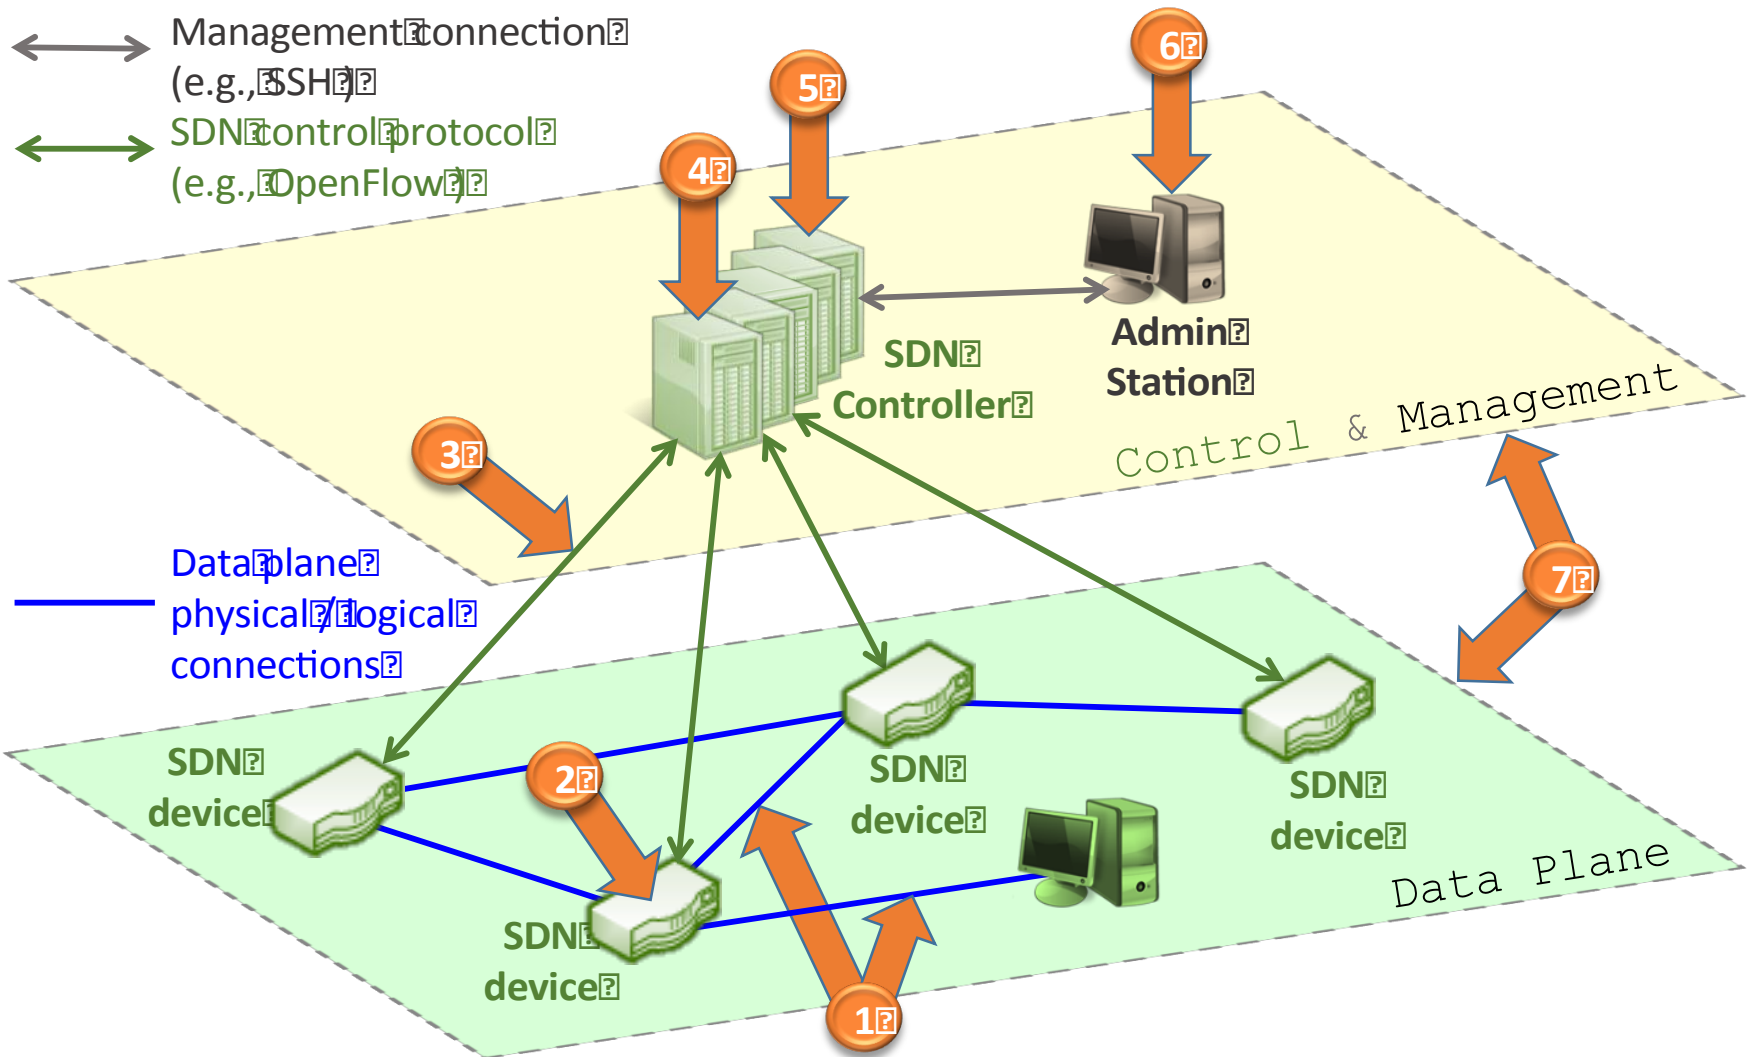 Management connection
(e.g., SSH)
SDN control protocol
(e.g., OpenFlow)
6
5
4
Admin
Station
SDN
Controller
Control & Management
3
Data plane
physical / logical
connections
7
SDN
device
2
SDN
device
SDN
device
SDN
device
Data Plane
1